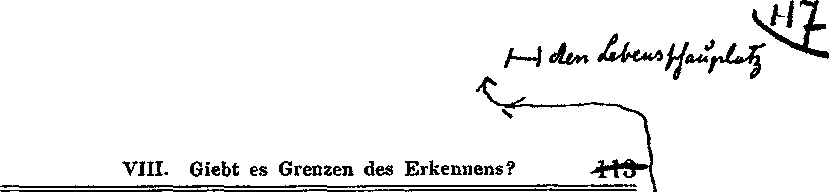 117
⊢⊣ den Lebensschauplatz
VIII. Giebt es Grenzen des Erkennens? 113